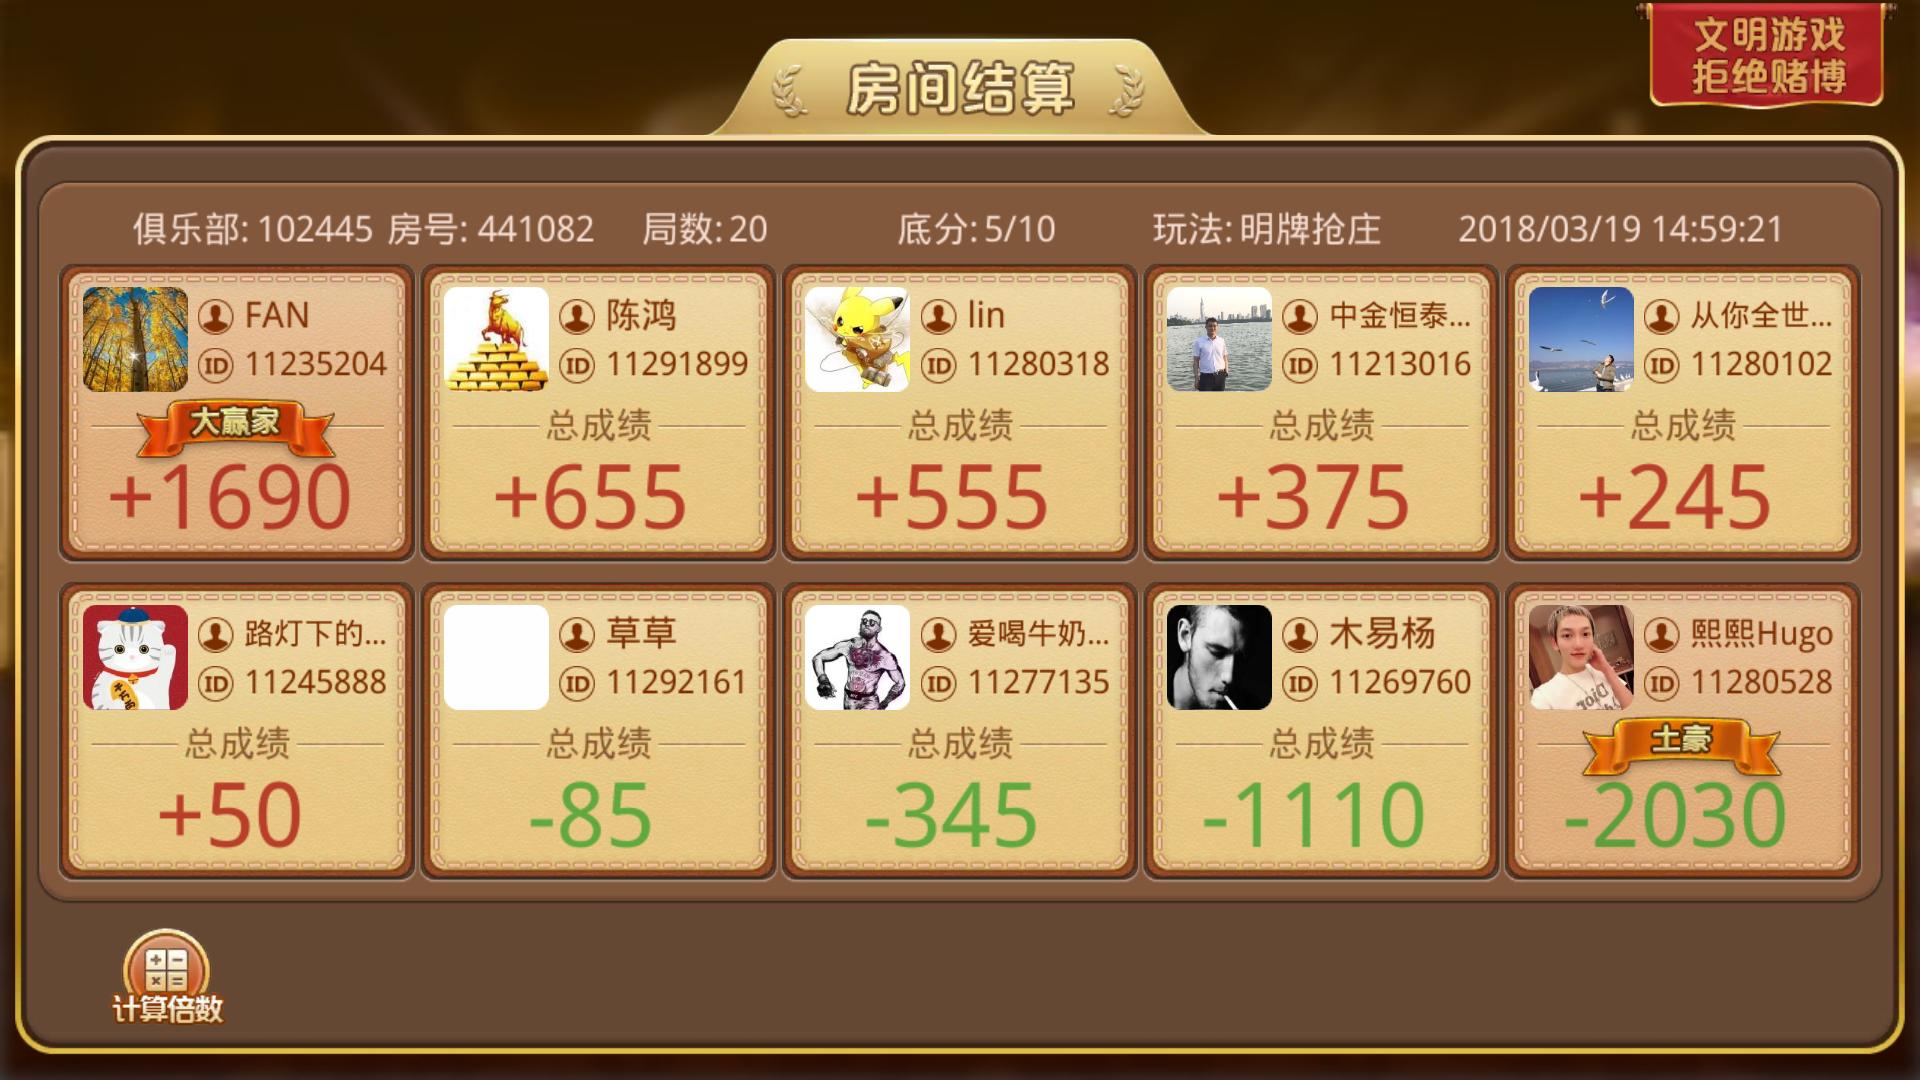 文明游戏
拒绝赌博
房间结算
俱乐部: 102445 房号: 441082 局数: 20 底分: 5/10 玩法: 明牌抢庄 2018/03/19 14:59:21
FAN
ID 11235204
大赢家
+1690
陈鸿
ID 11291899
总成绩
+655
lin
ID 11280318
总成绩
+555
中金恒泰...
ID 11213016
总成绩
+375
从你全世...
ID 11280102
总成绩
+245
路灯下的...
ID 11245888
总成绩
+50
草草
ID 11292161
总成绩
-85
爱喝牛奶...
ID 11277135
总成绩
-345
木易杨
ID 11269760
总成绩
-1110
熙熙Hugo
ID 11280528
土豪
-2030
计算倍数